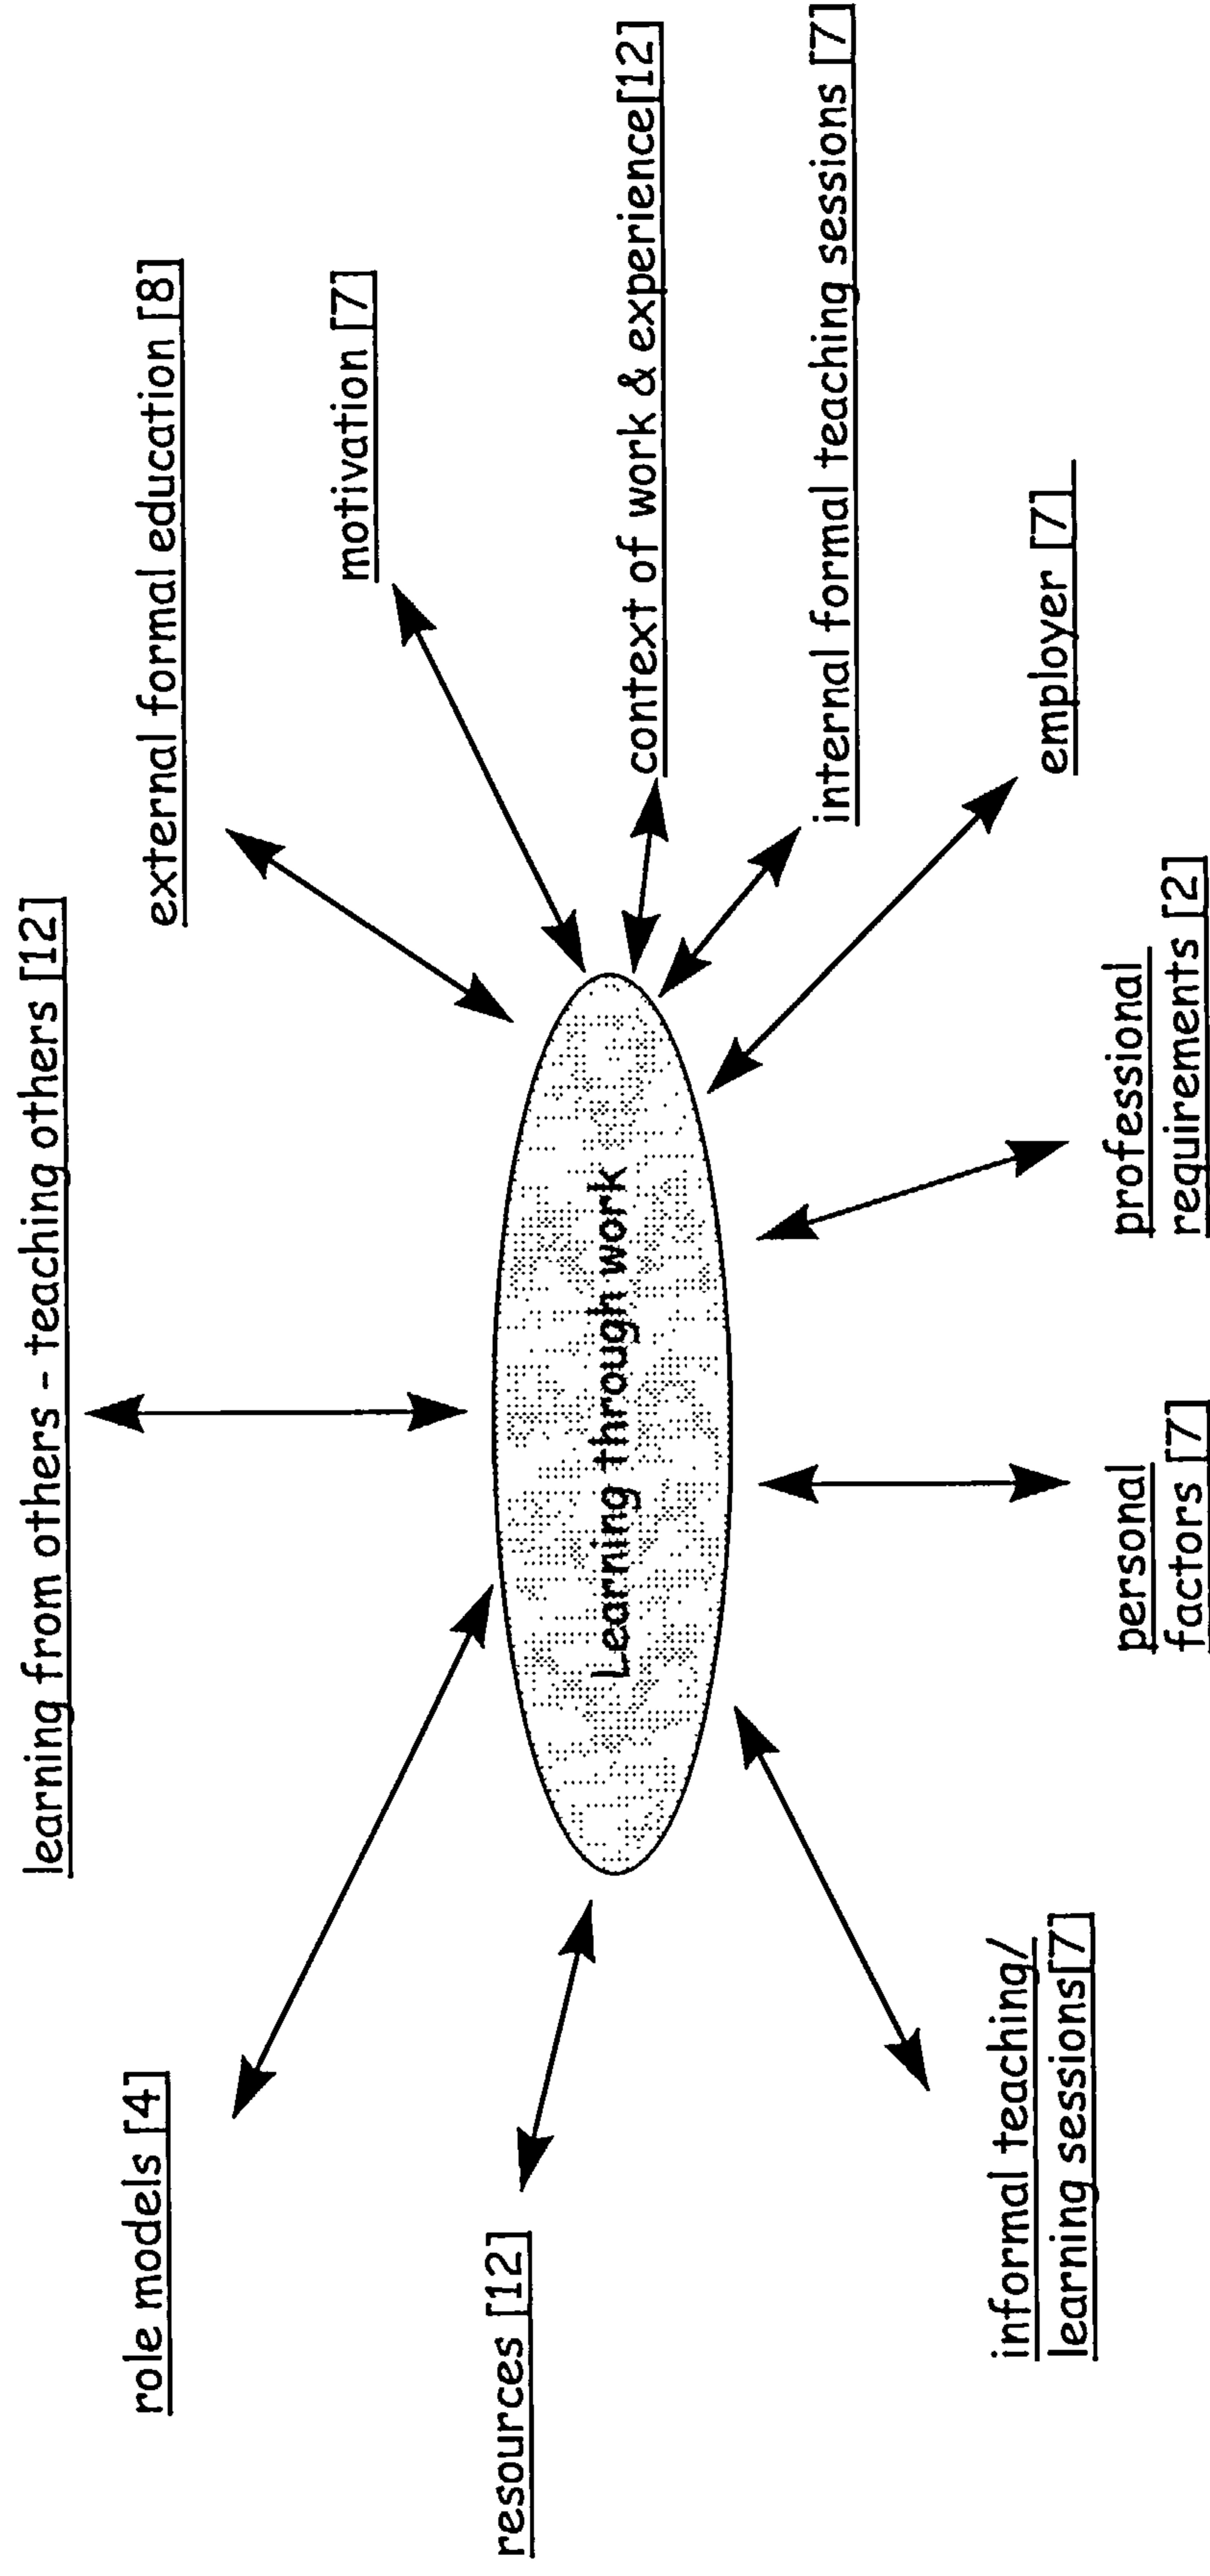 learning from others - teaching others [12]
role models [4]
external formal education [8]
motivation [7]
resources [12]
Learning through work
context of work & experience[12]
internal formal teaching sessions [7]
employer [7]
informal teaching/
learning sessions[7]
personal
factors [7]
professional
requirements [2]